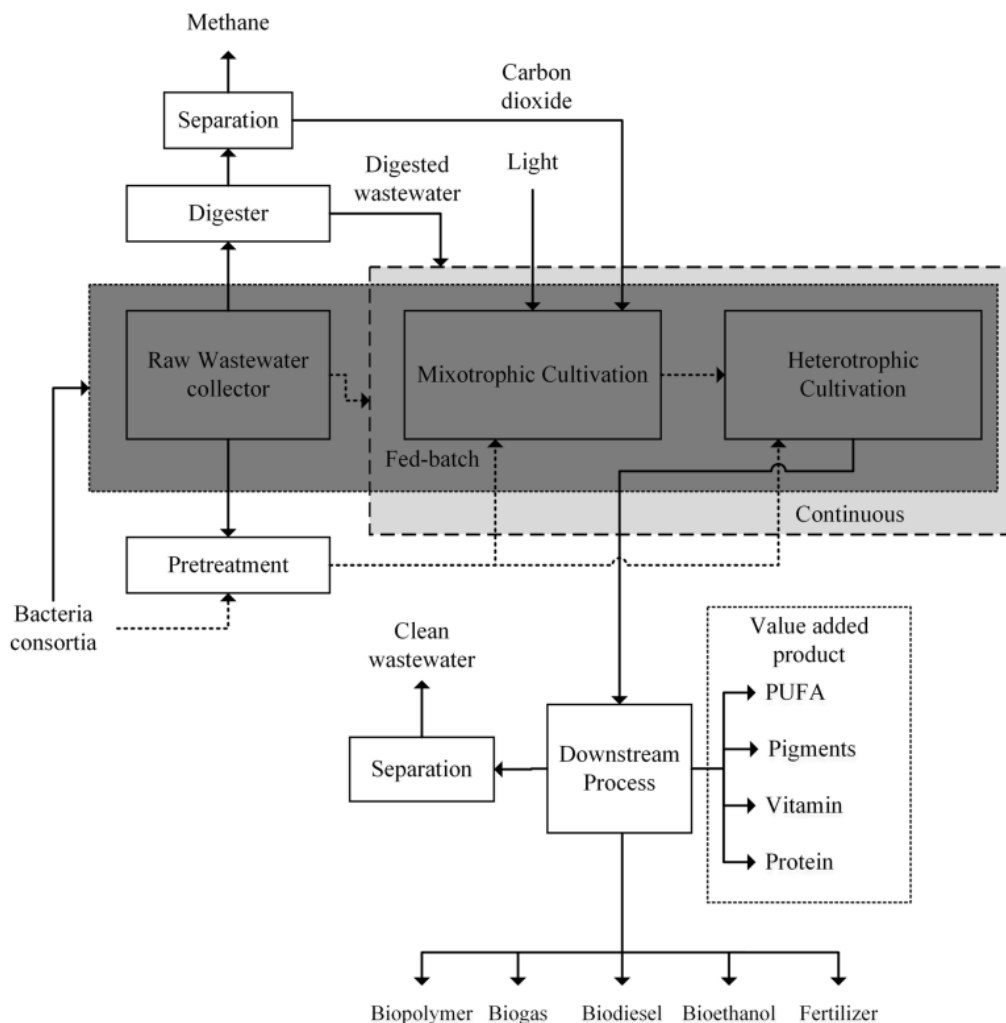 Methane
Carbon
dioxide
Separation
Digested
wastewater
Light
Digester
Raw Wastewater
collector
Mixotrophic Cultivation
Heterotrophic
Cultivation
Fed-batch
Continuous
Pretreatment
Bacteria
consortia
Clean
wastewater
Value added
product
PUFA
Separation
Downstream
Process
Pigments
Vitamin
Protein
Biopolymer
Biogas
Biodiesel
Bioethanol
Fertilizer